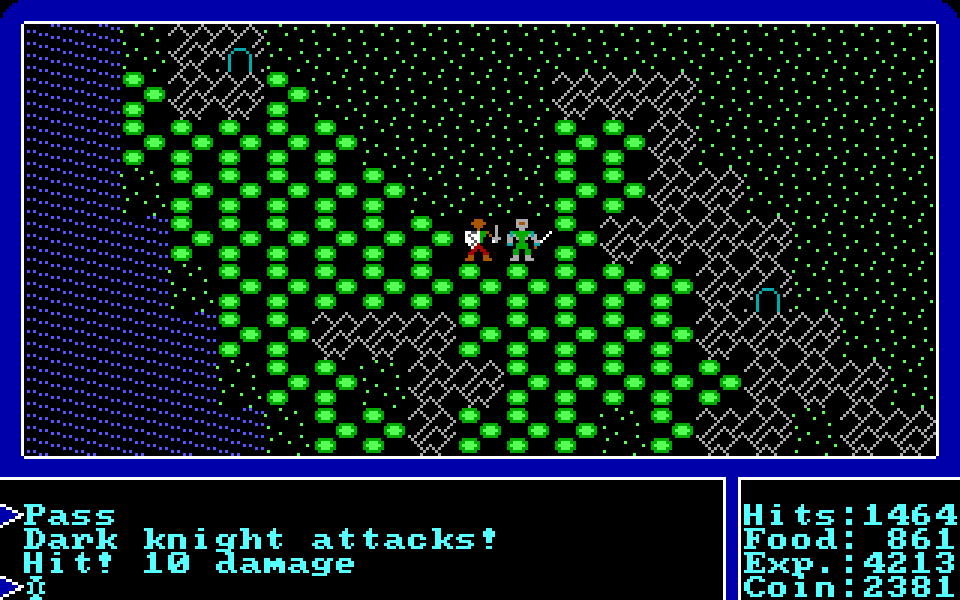 Pass
Dark knight attacks!
Hit! 10 damage
Hits:1464
Food: 861
Exp.:4213
Coin:2381